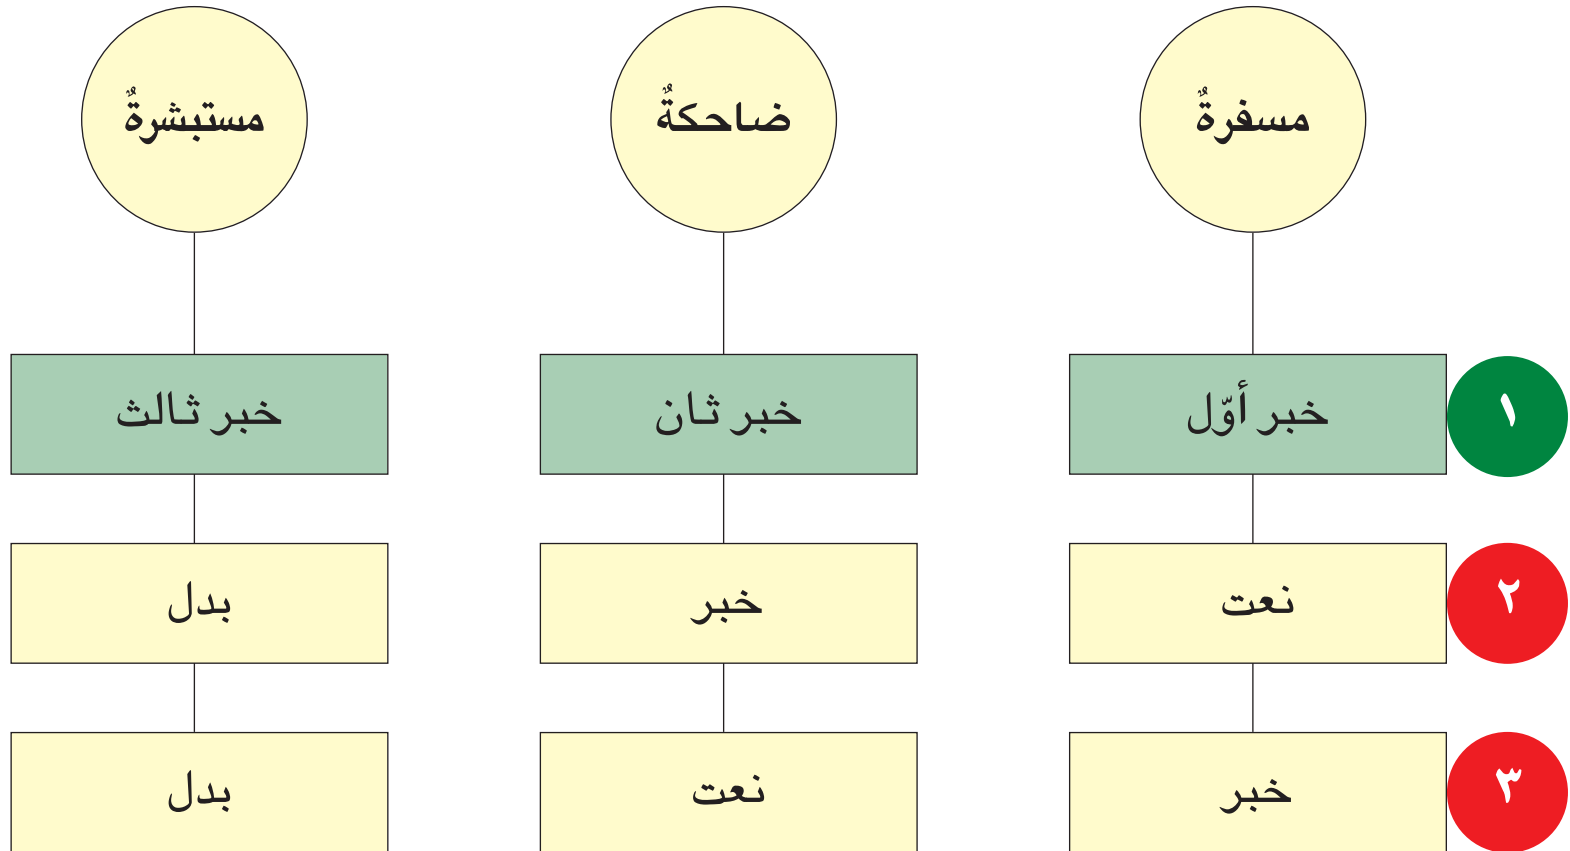 مسفرةٌ ضاحكةٌ مستبشرةٌ
١ خبر أوّل خبر ثان خبر ثالث
٢ نعت خبر بدل
٣ خبر نعت بدل